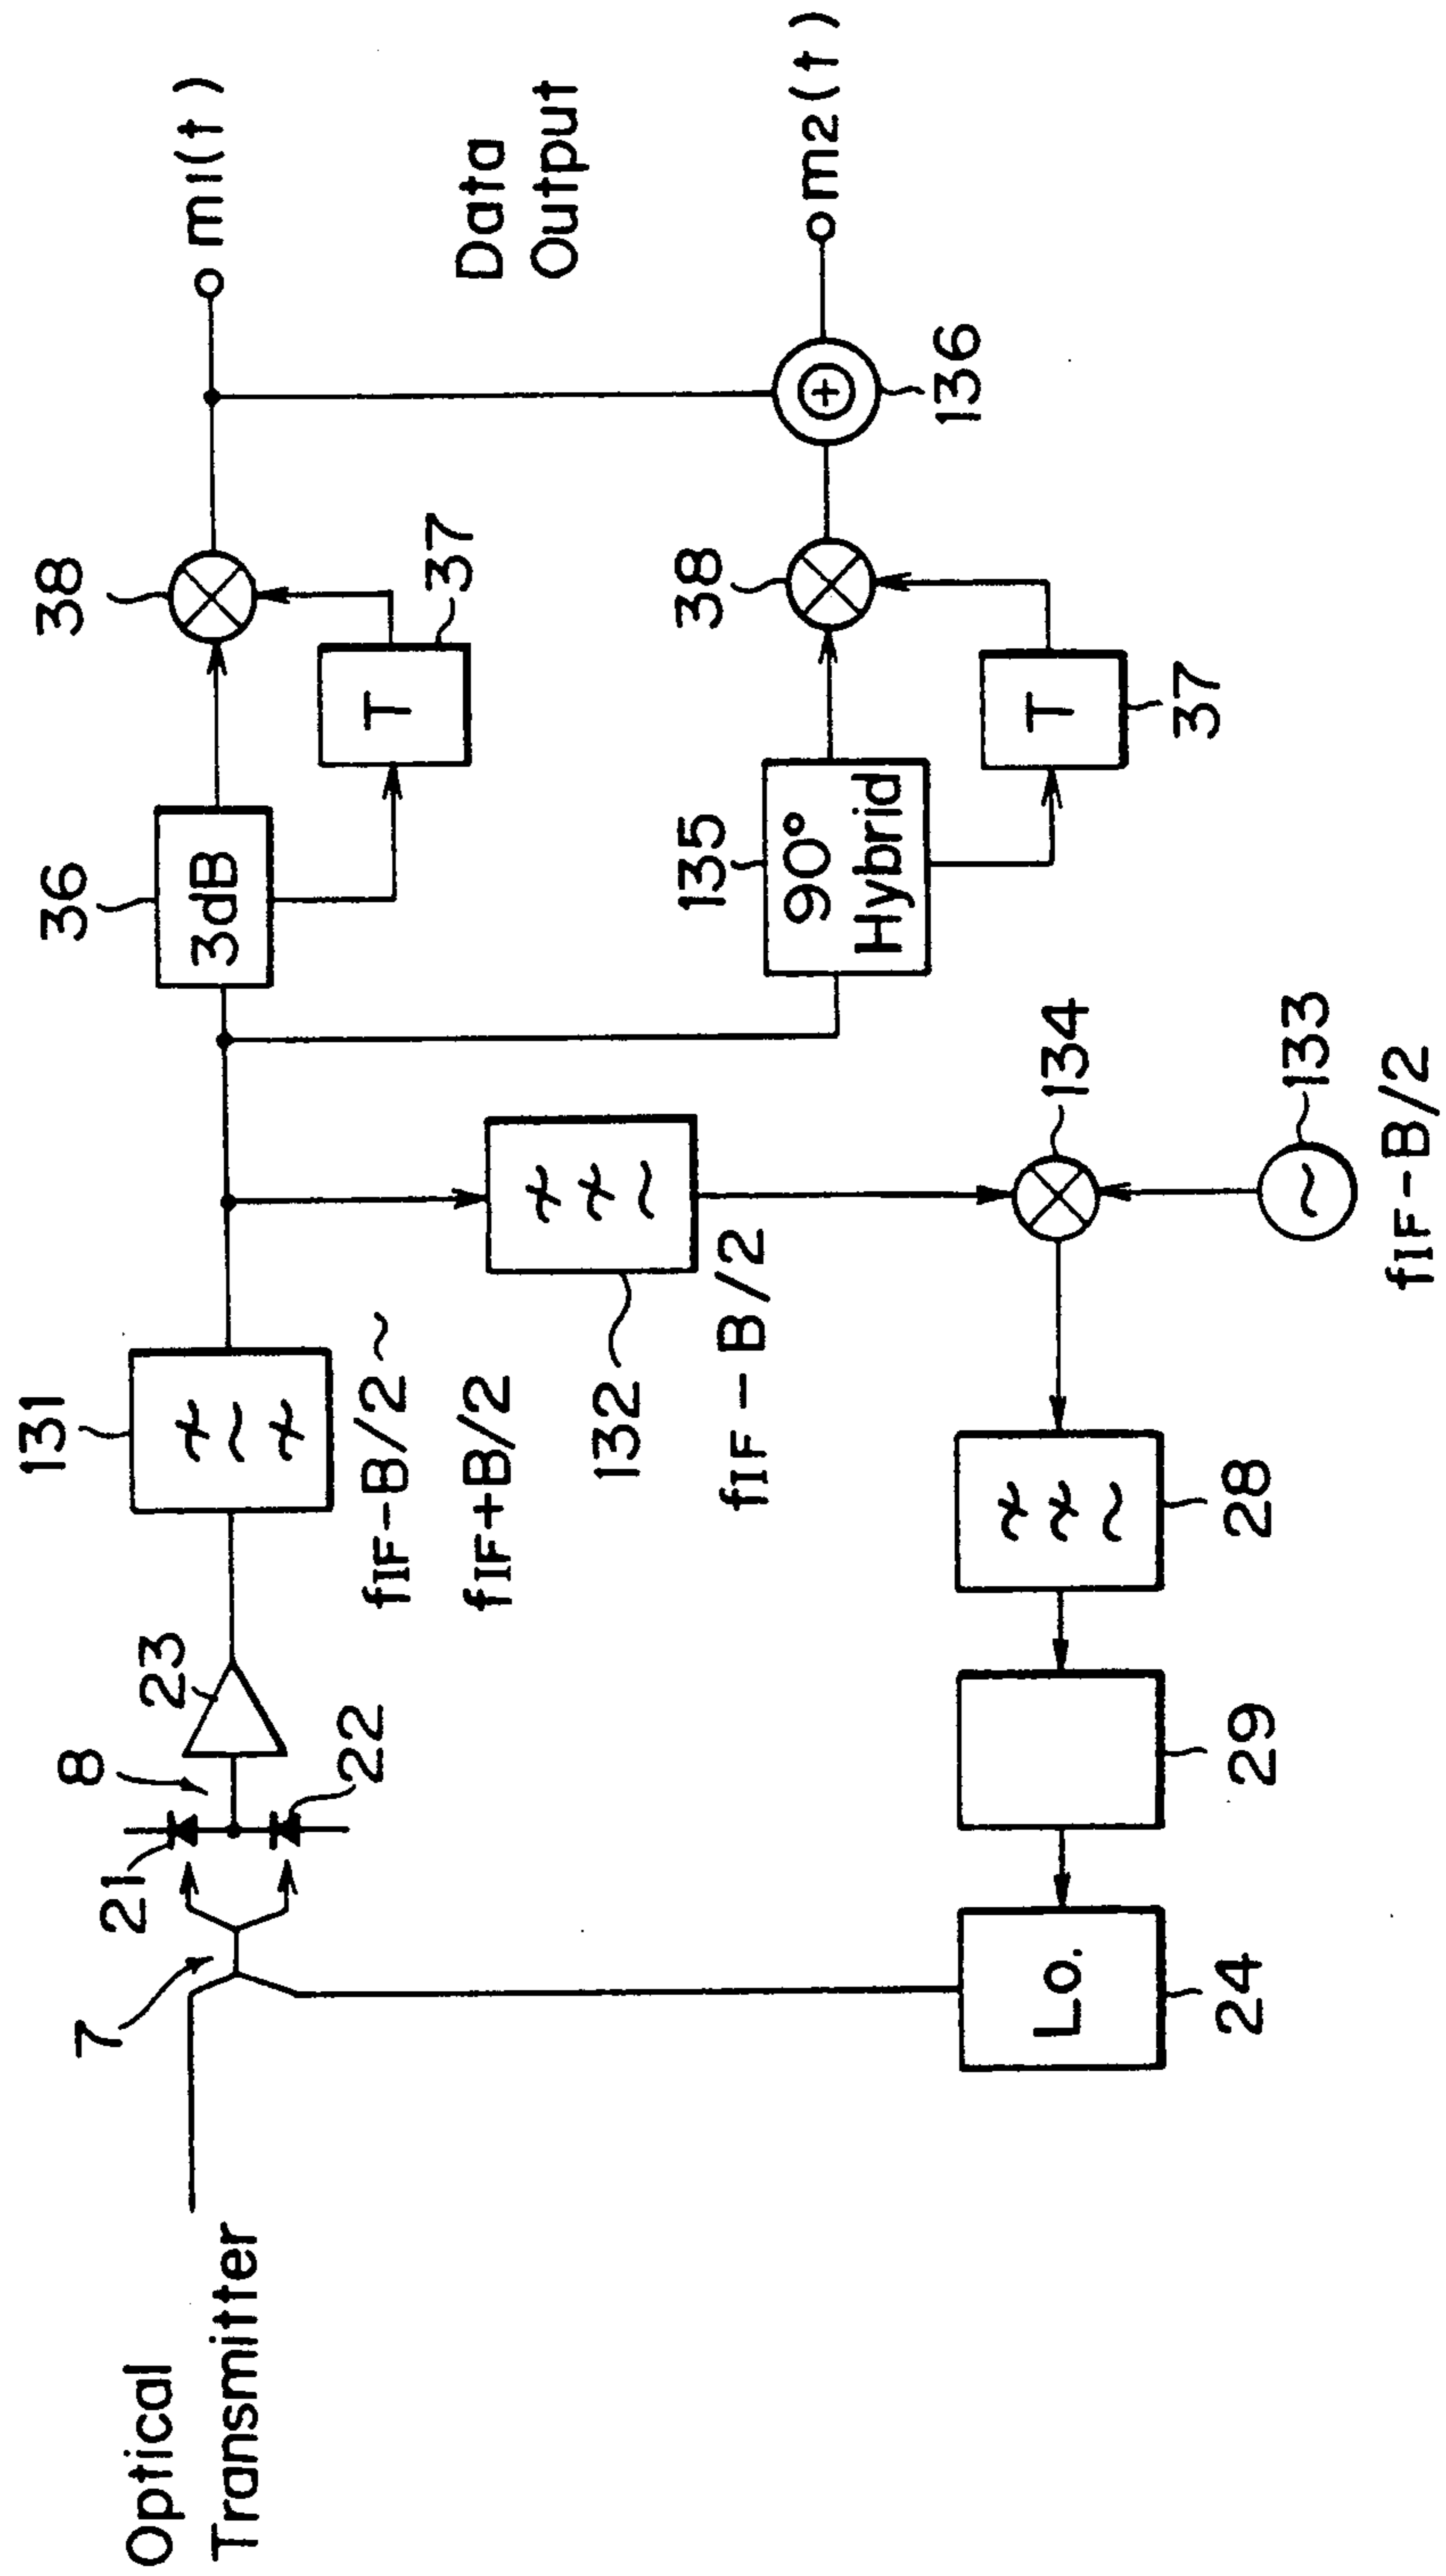 Optical
Transmitter
7
21
8
22
23
131
fIF-B/2~
fIF+B/2
132
fIF-B/2
36
3dB
38
T
37
m1(t)
Data
Output
135
90°
Hybrid
38
T
37
136
m2(t)
134
133
fIF-B/2
28
29
Lo.
24